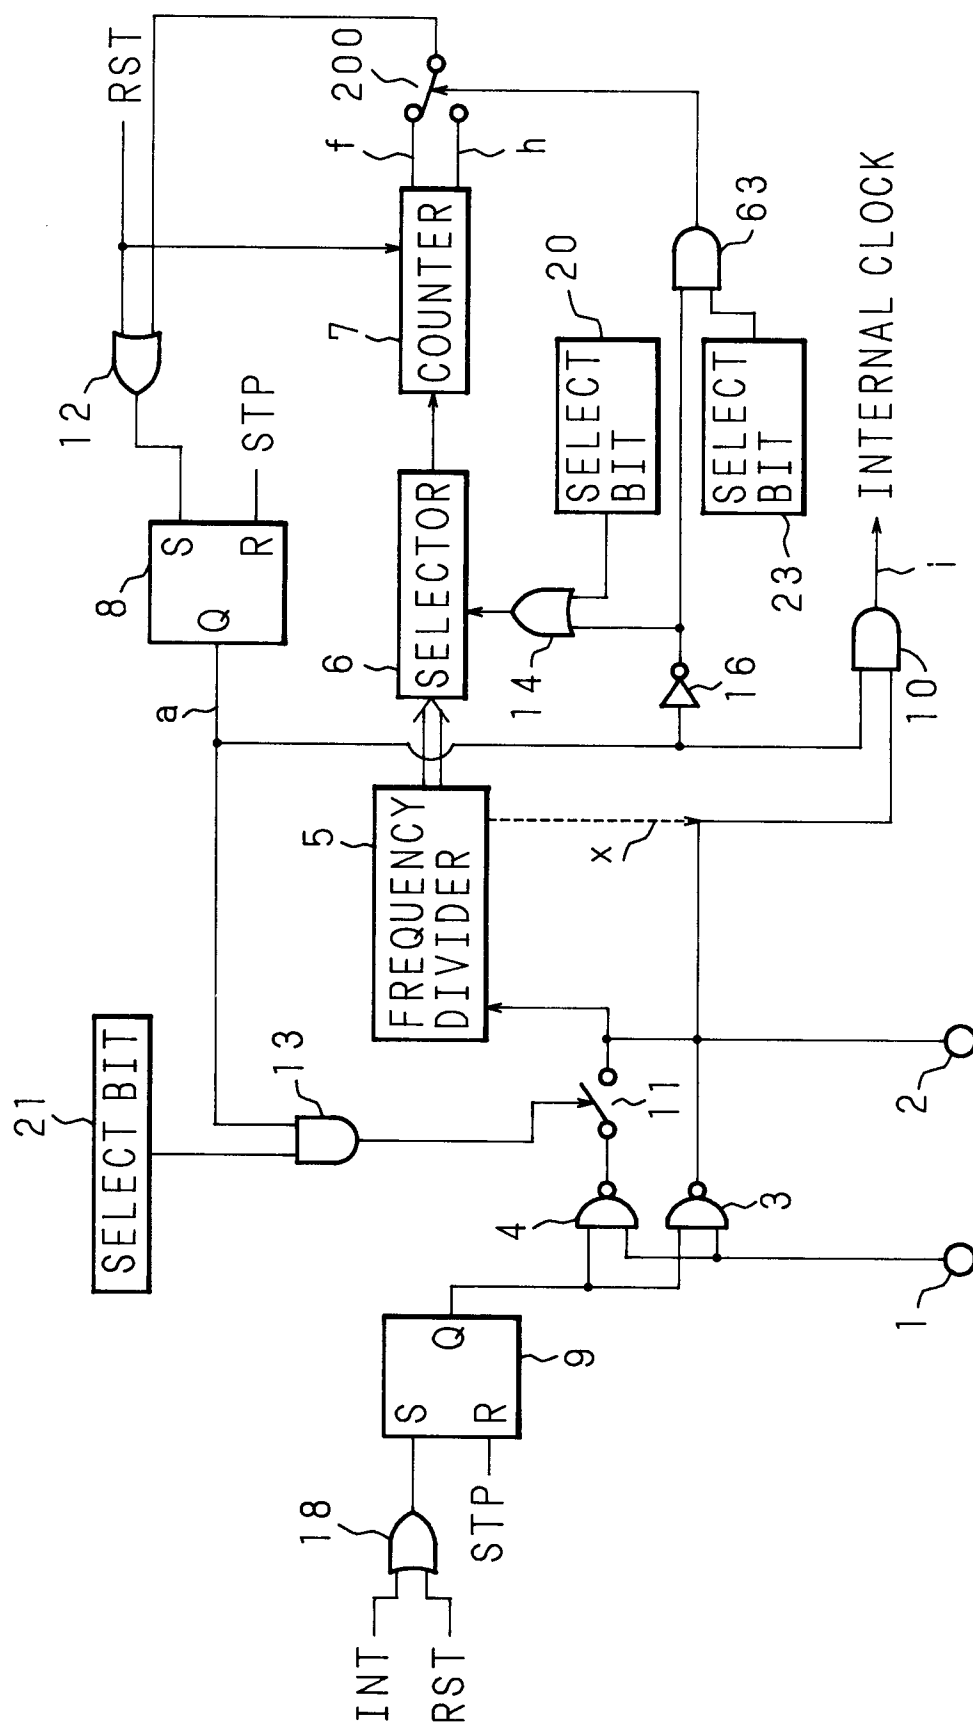 21
SELECT BIT
RST
12
8
S
R
Q
STP
a
13
5
FREQUENCY
DIVIDER
6
SELECTOR
7
COUNTER
f
h
200
18
INT
RST
STP
S
R
Q
9
4
3
11
x
14
16
20
SELECT
BIT
23
SELECT
BIT
63
10
i
INTERNAL CLOCK
1
2